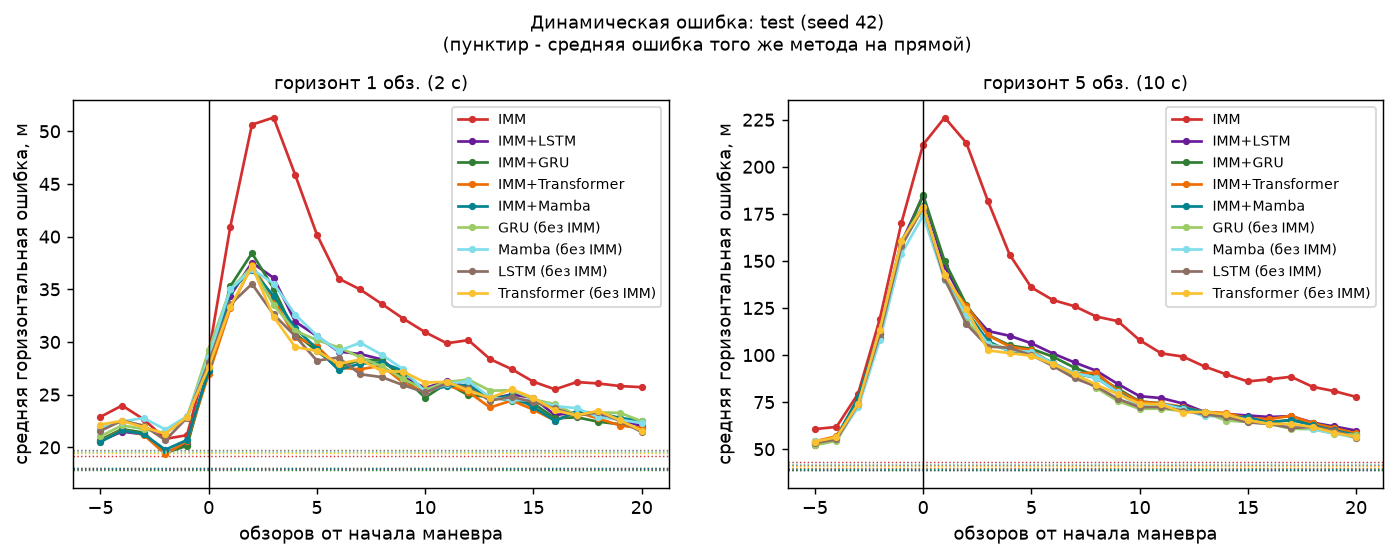 Динамическая ошибка: test (seed 42)
(пунктир - средняя ошибка того же метода на прямой)
горизонт 1 обз. (2 с)
средняя горизонтальная ошибка, м
50
45
40
35
30
25
20
−5
0
5
10
15
20
обзоров от начала маневра
IMM
IMM+LSTM
IMM+GRU
IMM+Transformer
IMM+Mamba
GRU (без IMM)
Mamba (без IMM)
LSTM (без IMM)
Transformer (без IMM)
горизонт 5 обз. (10 с)
средняя горизонтальная ошибка, м
225
200
175
150
125
100
75
50
−5
0
5
10
15
20
обзоров от начала маневра
IMM
IMM+LSTM
IMM+GRU
IMM+Transformer
IMM+Mamba
GRU (без IMM)
Mamba (без IMM)
LSTM (без IMM)
Transformer (без IMM)